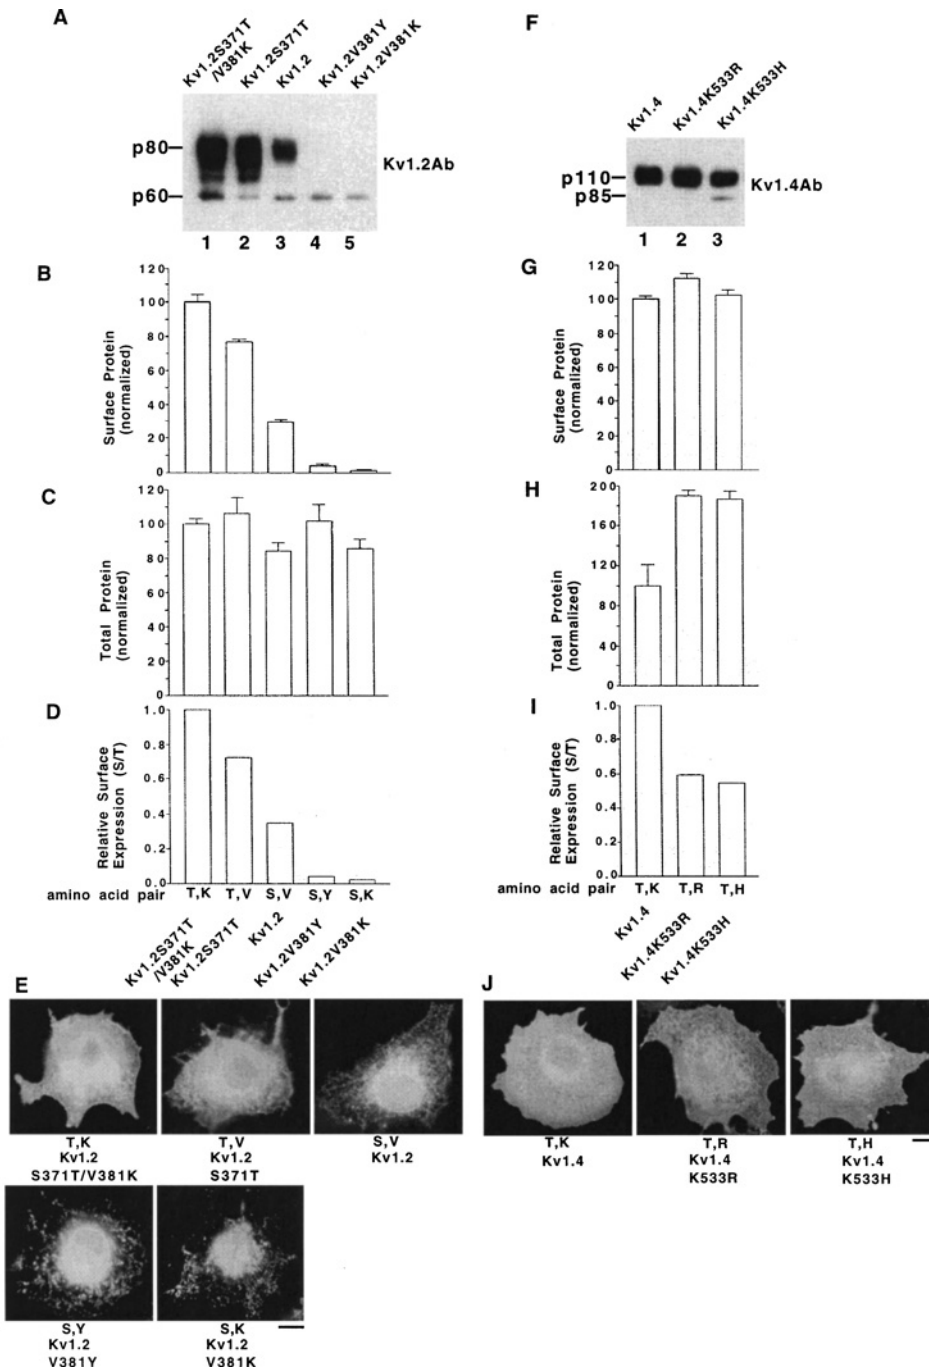 A
Kv1.2S371T
/V381K
Kv1.2S371T
Kv1.2
Kv1.2V381Y
Kv1.2V381K
p80
p60
Kv1.2Ab
1 2 3 4 5
B
Surface Protein
(normalized)
120
100
80
60
40
20
0
C
Total Protein
(normalized)
120
100
80
60
40
20
0
D
Relative Surface
Expression (S/T)
1.0
0.8
0.6
0.4
0.2
0.0
amino acid pair T,K T,V S,V S,Y S,K
Kv1.2S371T
/V381K
Kv1.2S371T
Kv1.2
Kv1.2V381Y
Kv1.2V381K
E
T,K
Kv1.2
S371T/V381K
T,V
Kv1.2
S371T
S,V
Kv1.2
S,Y
Kv1.2
V381Y
S,K
Kv1.2
V381K
F
Kv1.4
Kv1.4K533R
Kv1.4K533H
p110
p85
Kv1.4Ab
1 2 3
G
Surface Protein
(normalized)
120
100
80
60
40
20
0
H
Total Protein
(normalized)
200
160
120
80
40
0
I
Relative Surface
Expression (S/T)
1.0
0.8
0.6
0.4
0.2
0.0
amino acid pair T,K T,R T,H
Kv1.4
Kv1.4K533R
Kv1.4K533H
J
T,K
Kv1.4
T,R
Kv1.4
K533R
T,H
Kv1.4
K533H